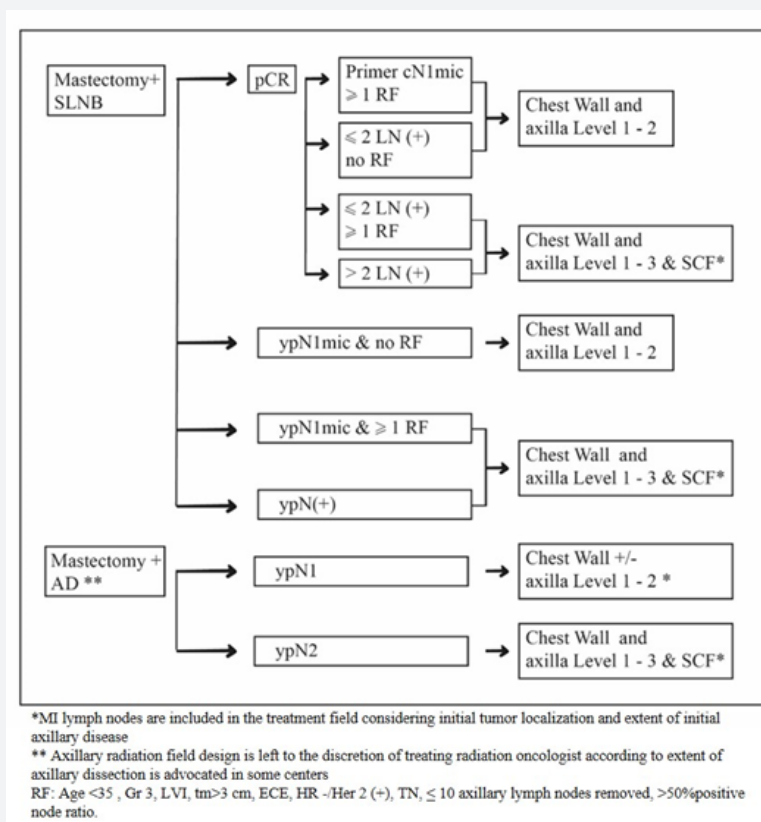 Mastectomy+
SLNB
pCR
Primer cN1mic
⩾ 1 RF
⩽ 2 LN (+)
no RF
Chest Wall and
axilla Level 1 - 2
⩽ 2 LN (+)
⩾ 1 RF
> 2 LN (+)
Chest Wall and
axilla Level 1 - 3 & SCF*
ypN1mic & no RF
Chest Wall and
axilla Level 1 - 2
ypN1mic & ⩾ 1 RF
ypN(+)
Chest Wall and
axilla Level 1 - 3 & SCF*
Mastectomy +
AD **
ypN1
Chest Wall +/-
axilla Level 1 - 2 *
ypN2
Chest Wall and
axilla Level 1 - 3 & SCF*
*MI lymph nodes are included in the treatment field considering initial tumor localization and extent of initial
axillary disease
** Axillary radiation field design is left to the discretion of treating radiation oncologist according to extent of
axillary dissection is advocated in some centers
RF: Age <35 , Gr 3, LVI, tm>3 cm, ECE, HR -/Her 2 (+), TN, ≤ 10 axillary lymph nodes removed, >50%positive
node ratio.